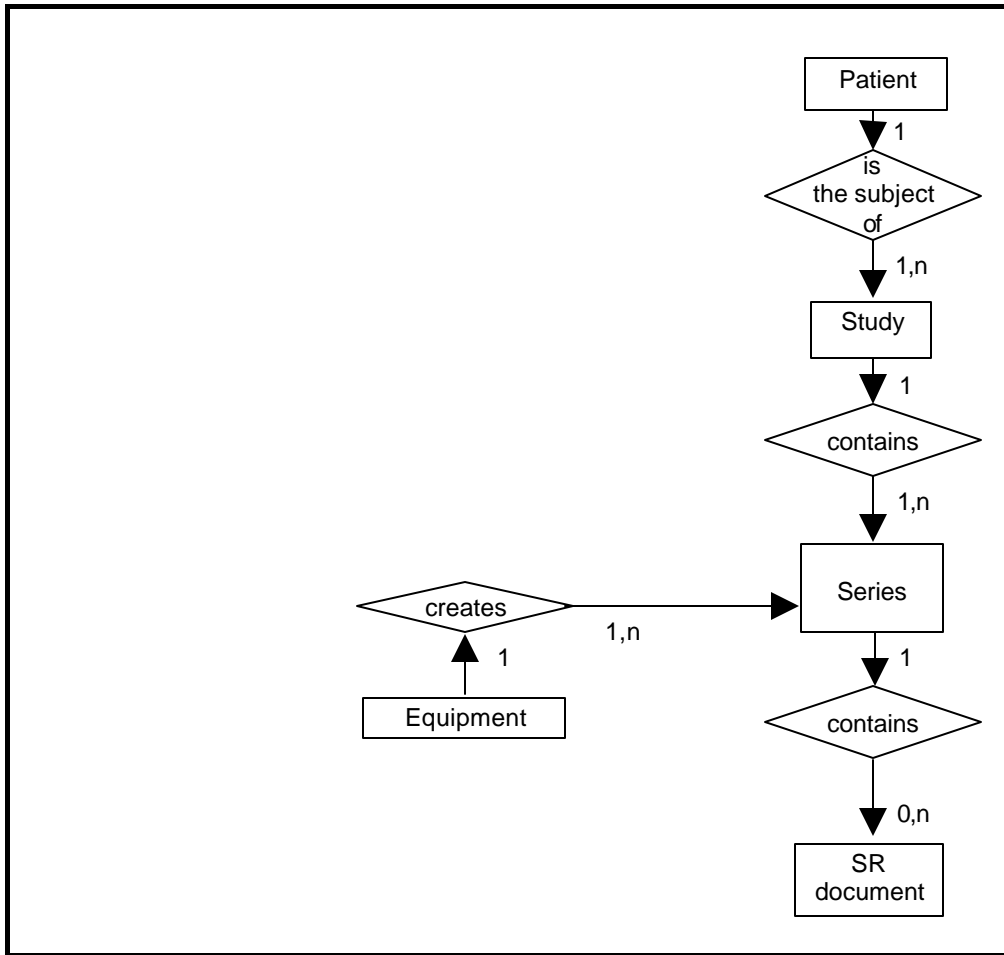 Patient
1
is
the subject
of
1,n
Study
1
contains
1,n
Series
creates
1,n
1
1
Equipment
contains
0,n
SR
document